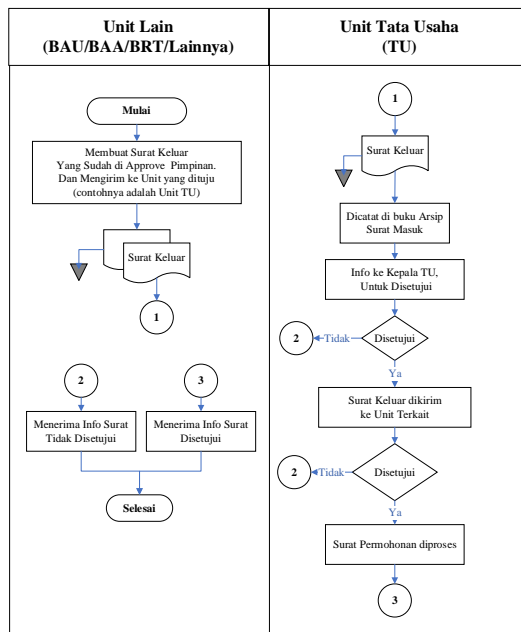 Unit Lain
(BAU/BAA/BRT/Lainnya)
Mulai
Membuat Surat Keluar
Yang Sudah di Approve Pimpinan.
Dan Mengirim ke Unit yang dituju
(contohnya adalah Unit TU)
Surat Keluar
1
2
3
Menerima Info Surat
Tidak Disetujui
Menerima Info Surat
Disetujui
Selesai
Unit Tata Usaha
(TU)
1
Surat Keluar
Dicatat di buku Arsip
Surat Masuk
Info ke Kepala TU,
Untuk Disetujui
2
Tidak
Disetujui
Ya
Surat Keluar dikirim
ke Unit Terkait
2
Tidak
Disetujui
Ya
Surat Permohonan diproses
3